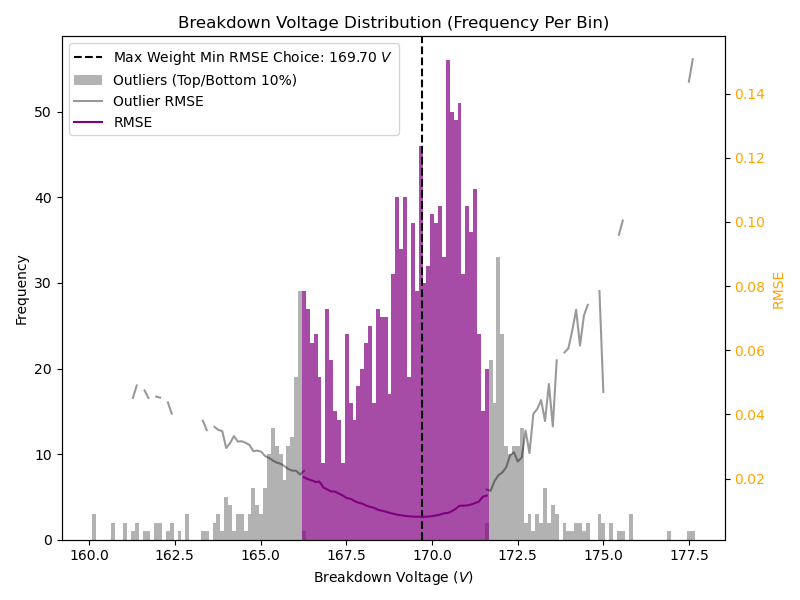 Breakdown Voltage Distribution (Frequency Per Bin)
Max Weight Min RMSE Choice: 169.70 V
Outliers (Top/Bottom 10%)
Outlier RMSE
RMSE
Frequency
50
40
30
20
10
0
0.14
0.12
0.10
0.08
0.06
0.04
0.02
RMSE
160.0 162.5 165.0 167.5 170.0 172.5 175.0 177.5
Breakdown Voltage (V)